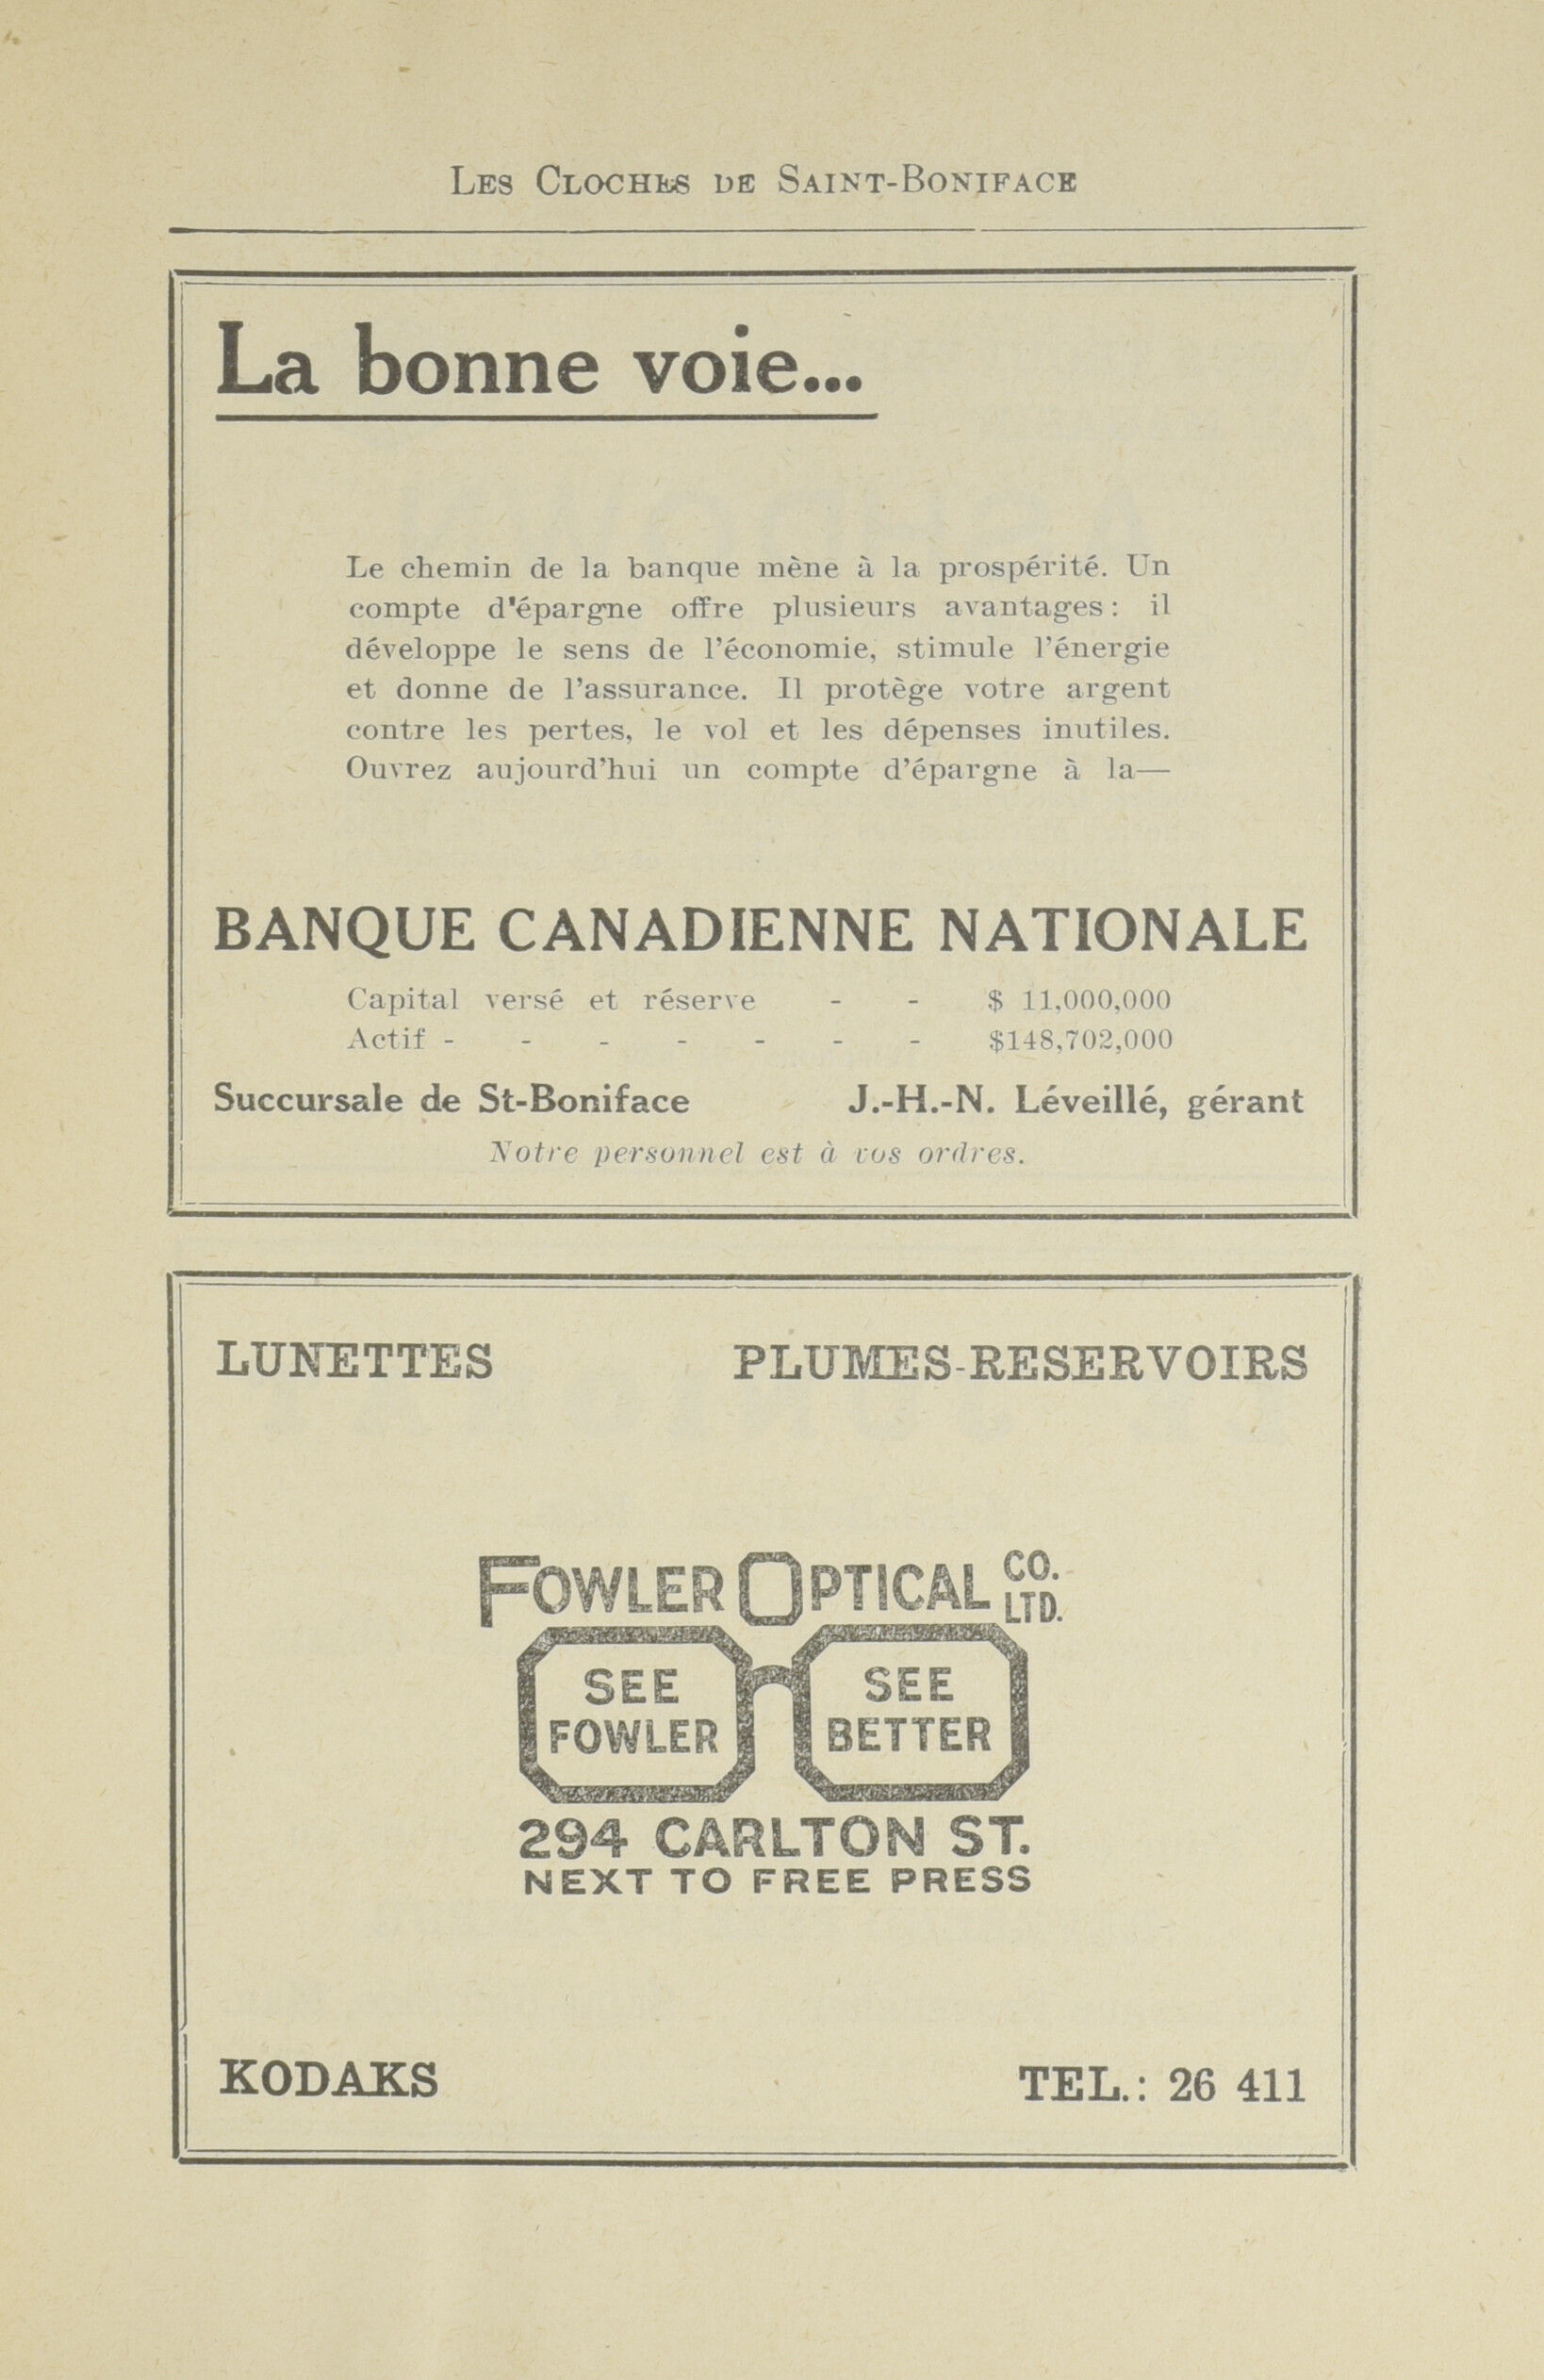 LES CLOCHES DE SAINT-BONIFACE
La bonne voie...
Le chemin de la banque mène à la prospérité. Un
compte d'épargne offre plusieurs avantages: il
développe le sens de l'économie, stimule l'énergie
et donne de l'assurance. Il protège votre argent
contre les pertes, le vol et les dépenses inutiles.
Ouvrez aujourd'hui un compte d'épargne à la—
BANQUE CANADIENNE NATIONALE
Capital versé et réserve - - $ 11,000,000
Actif - - - - - - - $148,702,000
Succursale de St-Boniface J.-H.-N. Léveillé, gérant
Notre personnel est à vos ordres.
LUNETTES PLUMES-RESERVOIRS
FOWLER OPTICAL CO. LTD.
SEE FOWLER
SEE BETTER
294 CARLTON ST.
NEXT TO FREE PRESS
KODAKS TEL.: 26 411